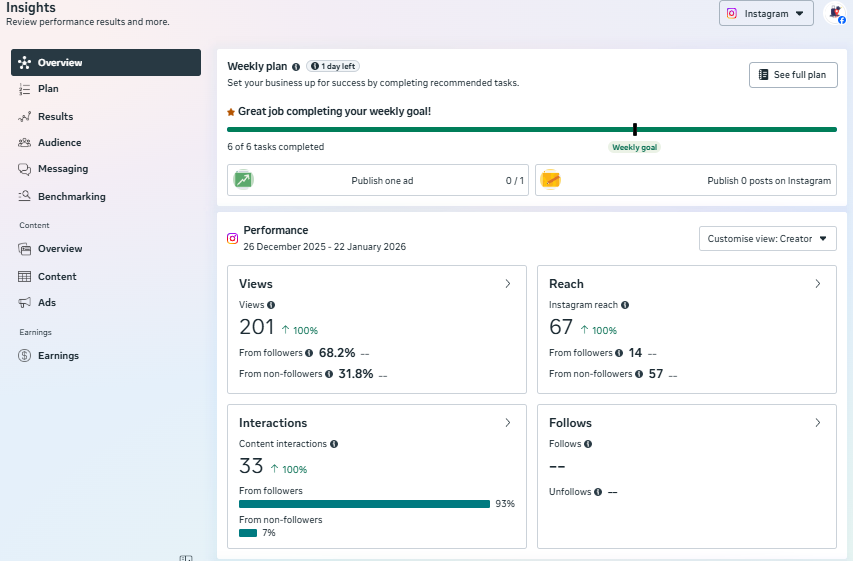 Insights
Review performance results and more.
Instagram
Overview
Plan
Results
Audience
Messaging
Benchmarking
Content
Overview
Content
Ads
Earnings
Earnings
Weekly plan 1 day left
Set your business up for success by completing recommended tasks.
See full plan
Great job completing your weekly goal!
6 of 6 tasks completed
Weekly goal
Publish one ad 0 / 1
Publish 0 posts on Instagram
Performance
26 December 2025 - 22 January 2026
Customise view: Creator
Views
Views
201 ↑ 100%
From followers 68.2% --
From non-followers 31.8% --
Reach
Instagram reach
67 ↑ 100%
From followers 14 --
From non-followers 57 --
Interactions
Content interactions
33 ↑ 100%
From followers
93%
From non-followers
7%
Follows
Follows
--
Unfollows --